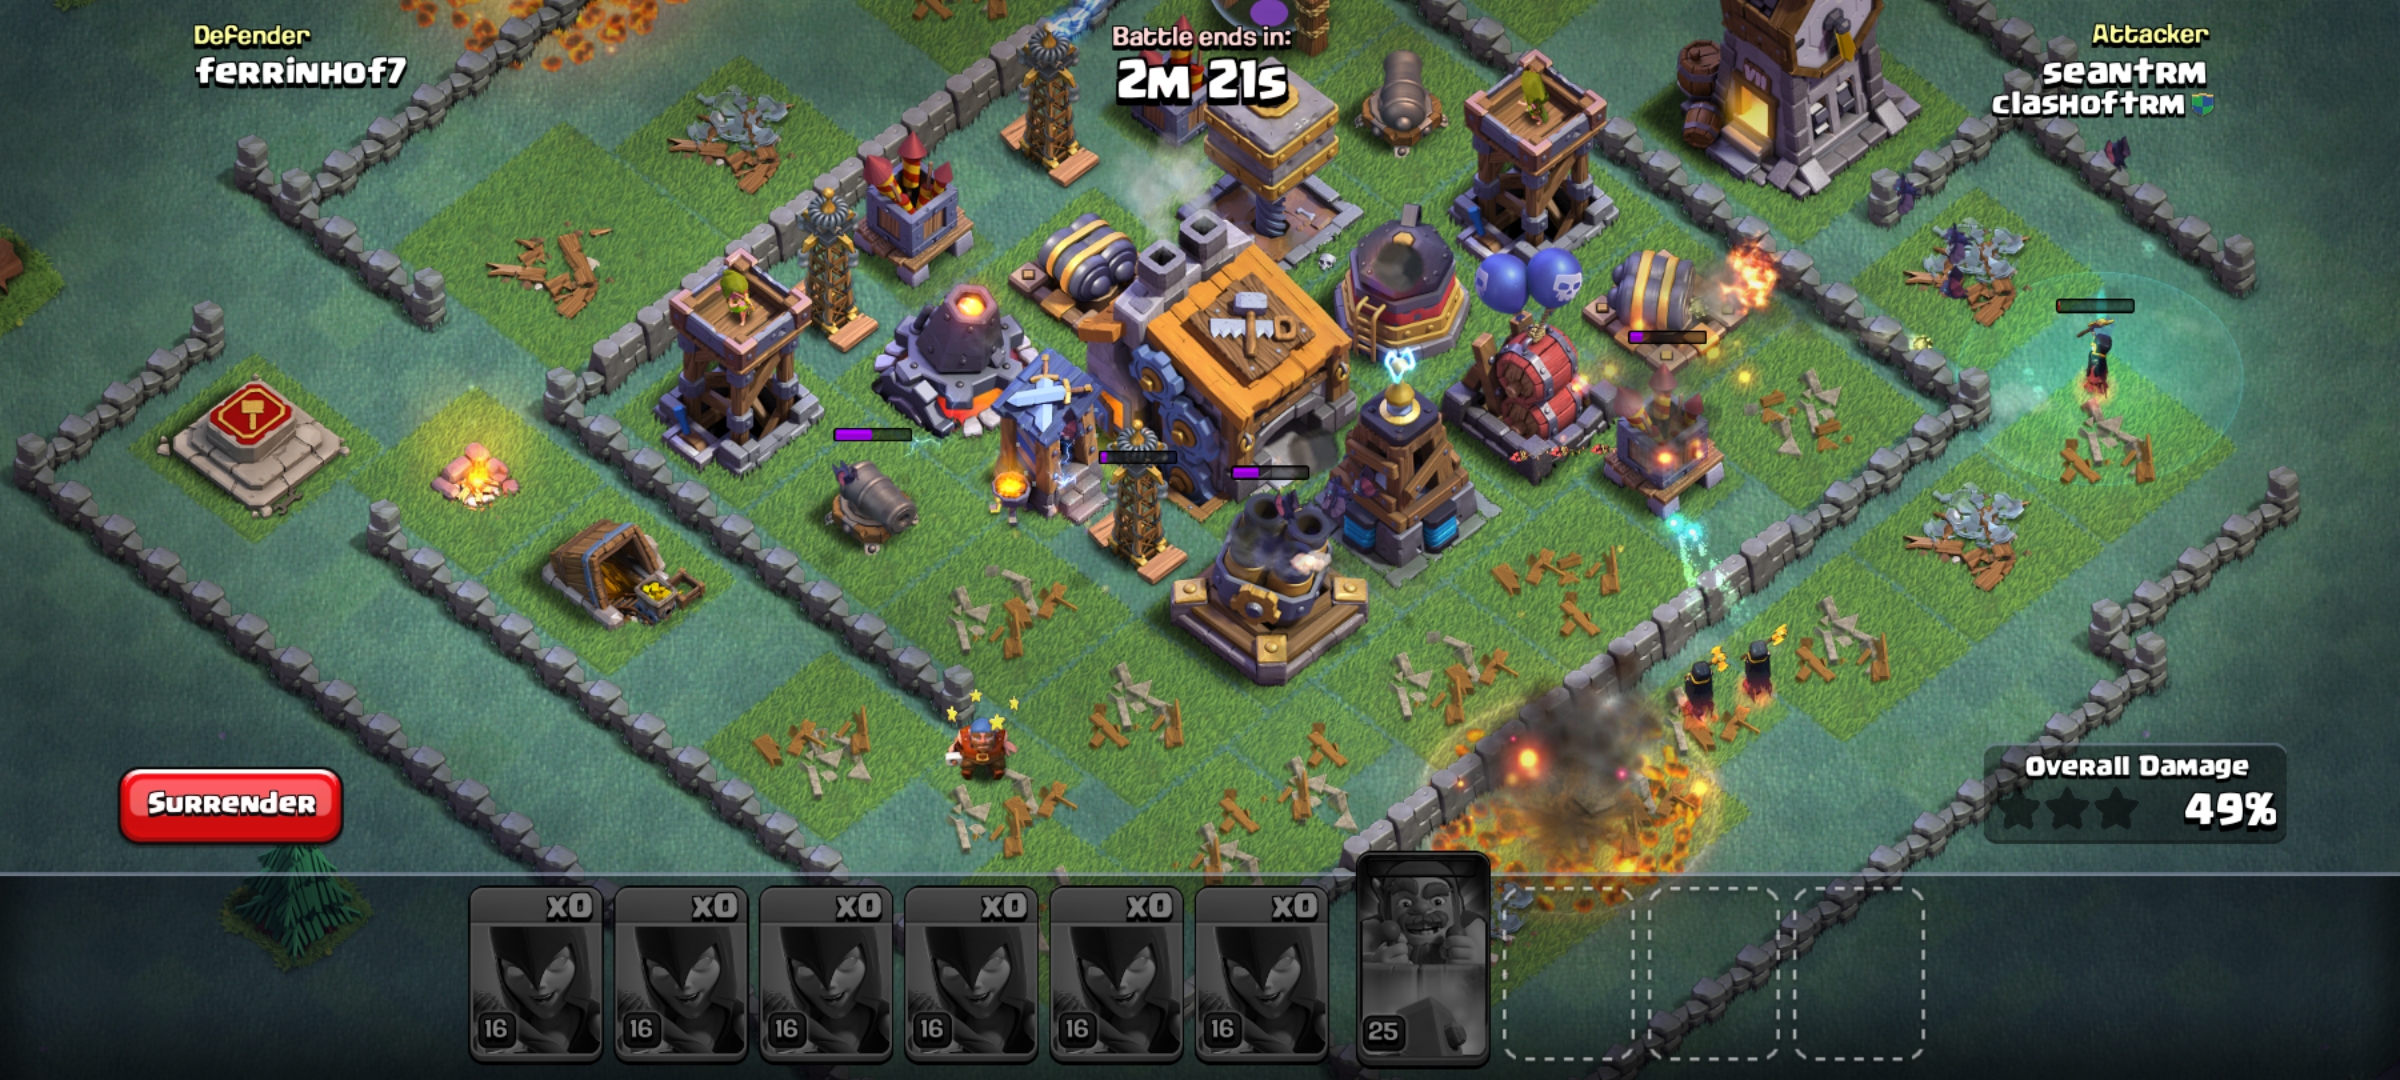 Defender
ferrinhof7
Battle ends in:
2m 21s
Attacker
seantrm
clashoftrm
VII
Surrender
Overall Damage
49%
x0 x0 x0 x0 x0 x0
16 16 16 16 16 16 25